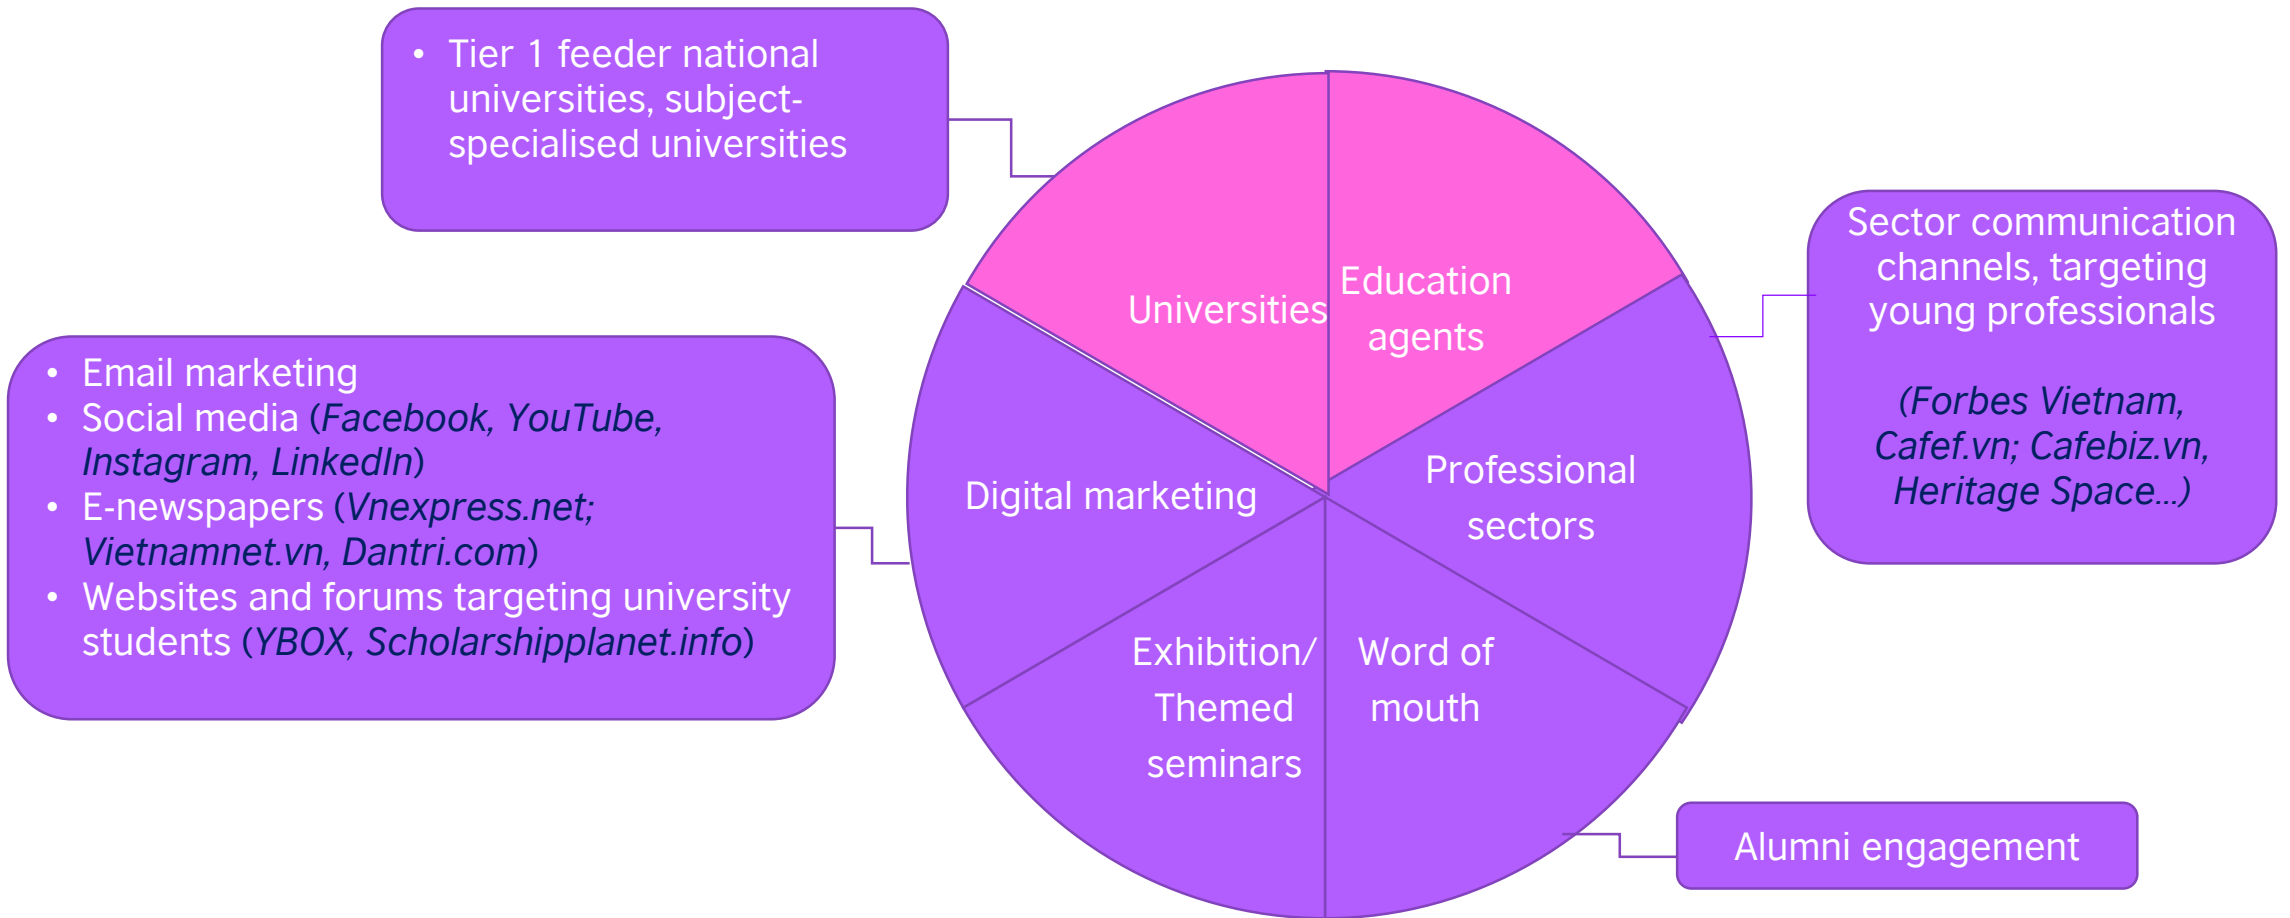 • Tier 1 feeder national
universities, subject-
specialised universities
Sector communication
channels, targeting
young professionals
(Forbes Vietnam,
Cafef.vn; Cafebiz.vn,
Heritage Space...)
• Email marketing
• Social media (Facebook, YouTube,
Instagram, LinkedIn)
• E-newspapers (Vnexpress.net;
Vietnamnet.vn, Dantri.com)
• Websites and forums targeting university
students (YBOX, Scholarshipplanet.info)
Universities
Education
agents
Digital marketing
Professional
sectors
Exhibition/
Themed
seminars
Word of
mouth
Alumni engagement